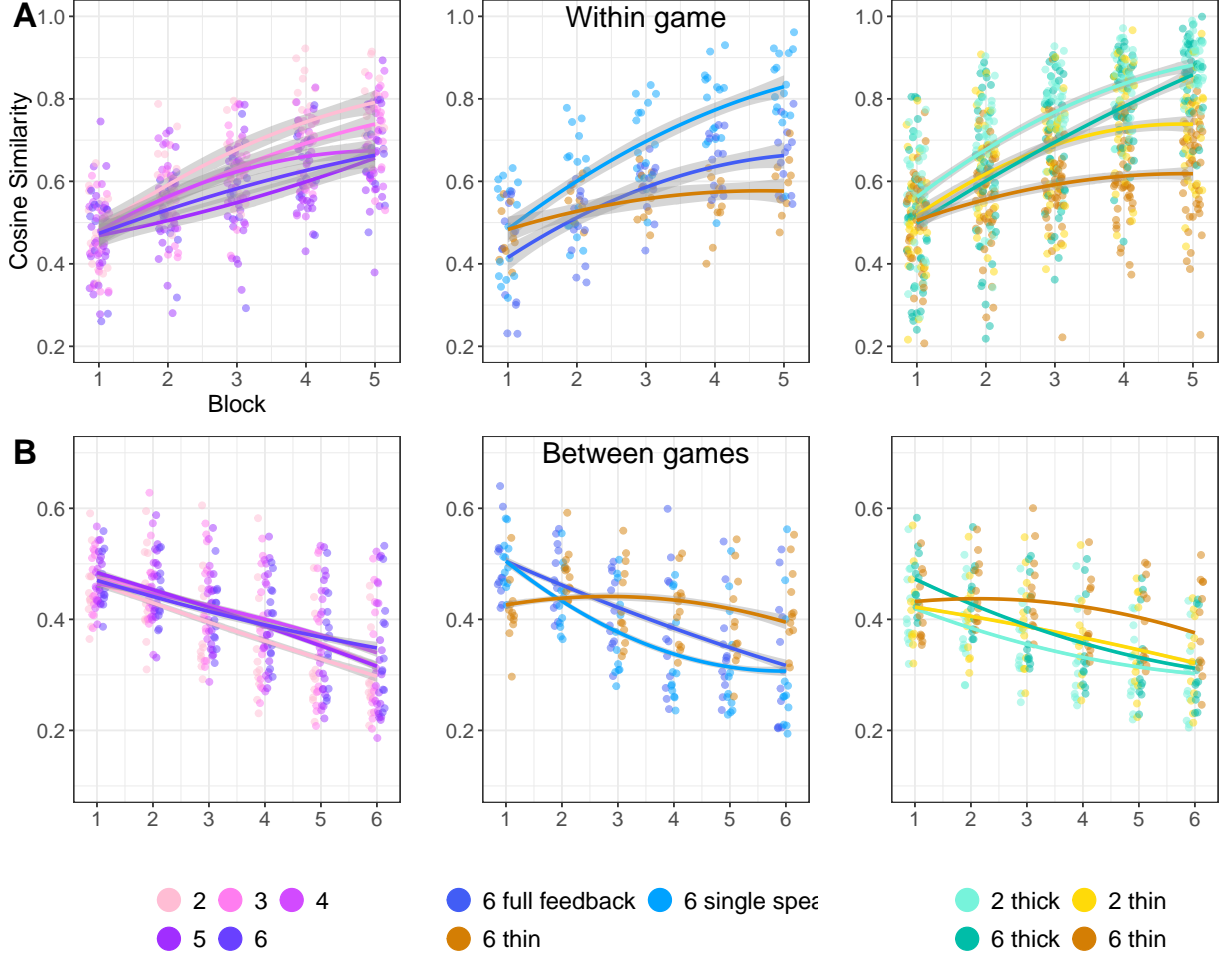 A
Within game
Cosine Similarity
1.0
0.8
0.6
0.4
0.2
1 2 3 4 5
Block
1.0
0.8
0.6
0.4
0.2
1 2 3 4 5
1.0
0.8
0.6
0.4
0.2
1 2 3 4 5
B
Between games
0.6
0.4
0.2
1 2 3 4 5 6
0.6
0.4
0.2
1 2 3 4 5 6
0.6
0.4
0.2
1 2 3 4 5 6
2 3 4
5 6
6 full feedback 6 single spea
6 thin
2 thick 2 thin
6 thick 6 thin